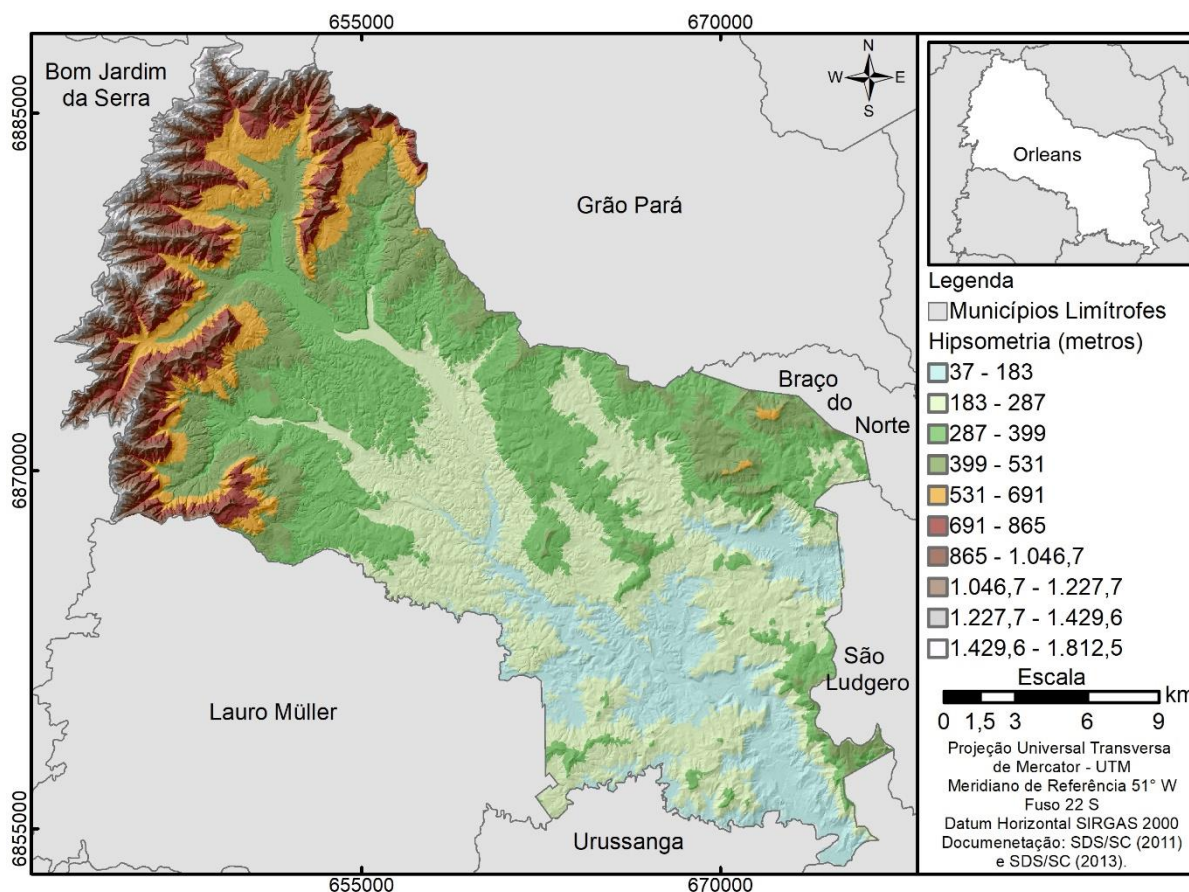 655000
670000
Bom Jardim
da Serra
N
W
E
S
6885000
6885000
Grão Pará
Orleans
Legenda
Municípios Limítrofes
Hipsometria (metros)
37 - 183
183 - 287
287 - 399
399 - 531
531 - 691
691 - 865
865 - 1.046,7
1.046,7 - 1.227,7
1.227,7 - 1.429,6
1.429,6 - 1.812,5
Braço
do
Norte
6870000
6870000
São
Ludgero
Lauro Müller
Escala
km
0 1,5 3 6 9
Projeção Universal Transversa
de Mercator - UTM
Meridiano de Referência 51° W
Fuso 22 S
Datum Horizontal SIRGAS 2000
Documenetação: SDS/SC (2011)
e SDS/SC (2013).
6855000
6855000
Urussanga
655000
670000